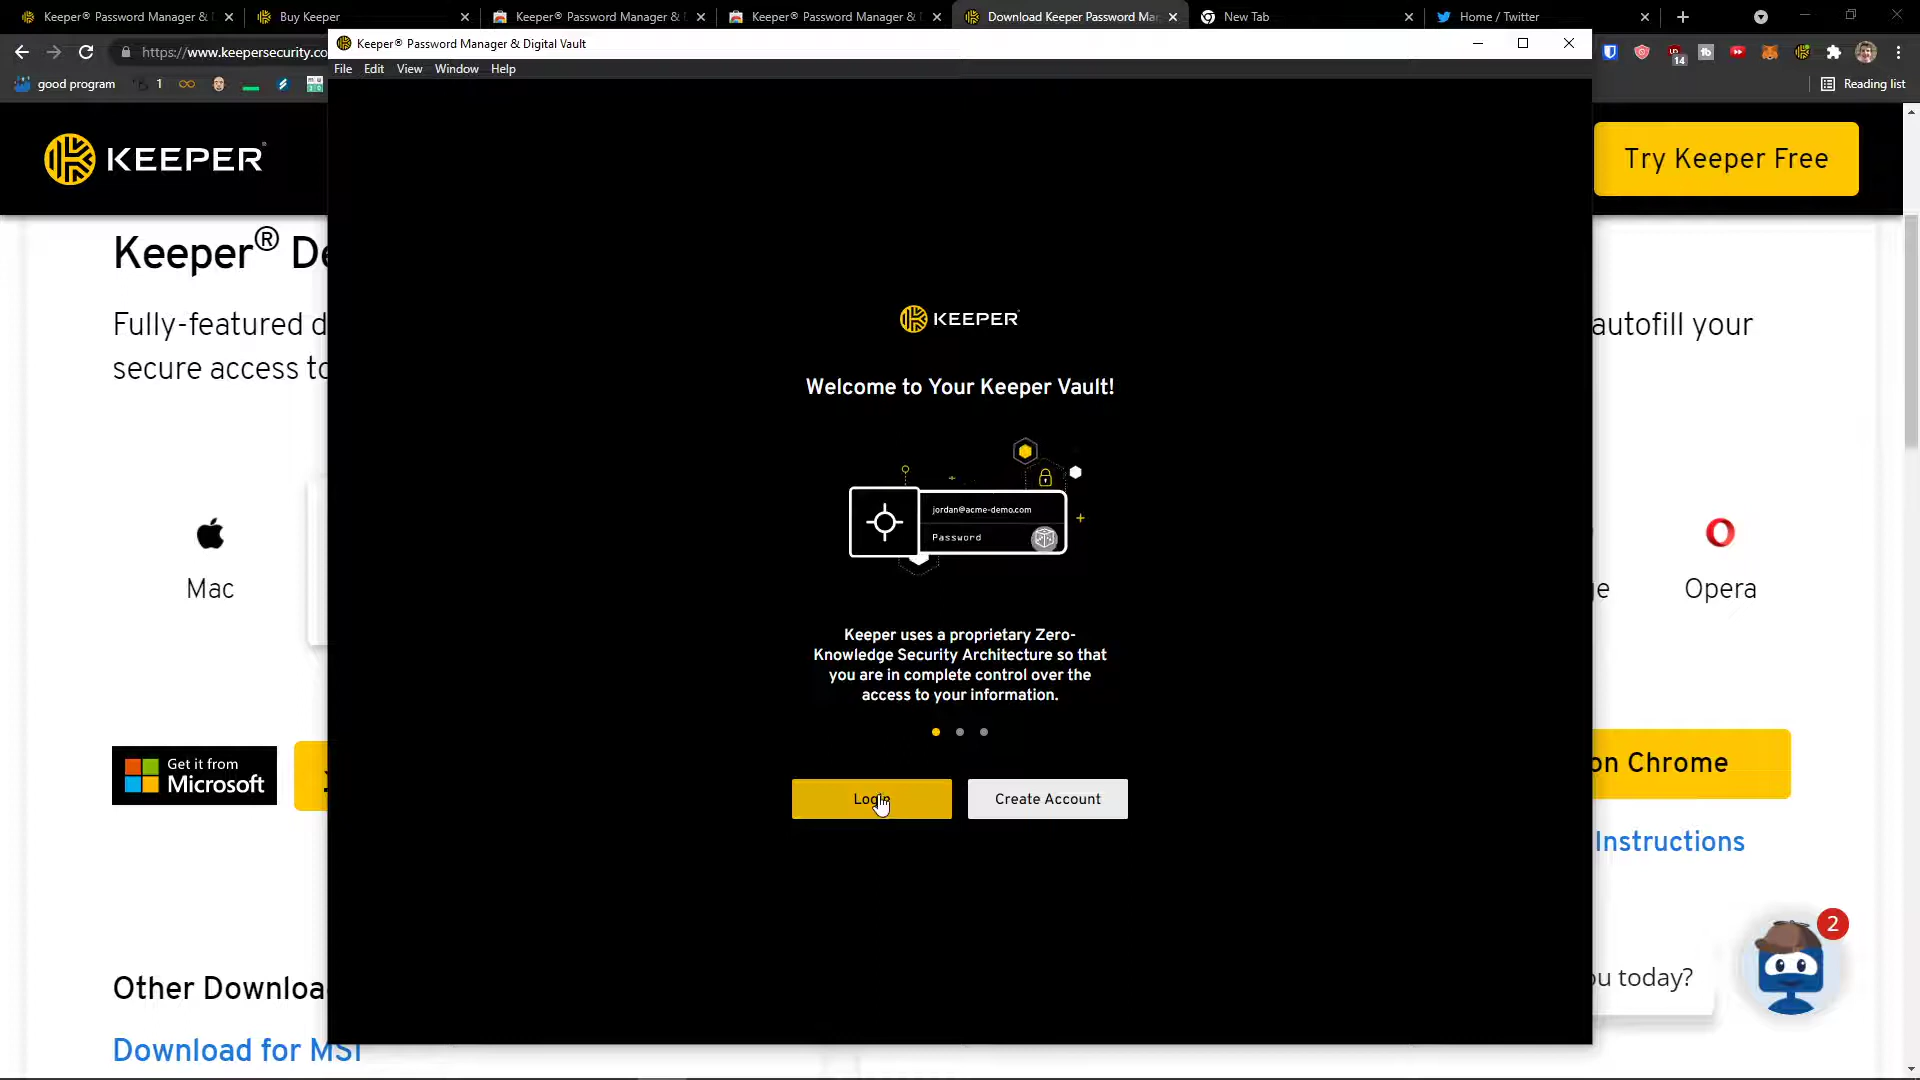 Keeper® Password Manager &
Buy Keeper
Keeper® Password Manager &
Keeper® Password Manager &
Download Keeper Password Ma
New Tab
Home / Twitter
https://www.keepersecurity.co
14
good program
1
Reading list
Keeper® Password Manager & Digital Vault
File Edit View Window Help
KEEPER
Try Keeper Free
Keeper® De
Fully-featured d
autofill your
secure access to
KEEPER
Welcome to Your Keeper Vault!
jordan@acme-demo.com
Password
Mac
ge
Opera
Keeper uses a proprietary Zero-
Knowledge Security Architecture so that
you are in complete control over the
access to your information.
Get it from
Microsoft
on Chrome
Login
Create Account
Instructions
2
ou today?
Other Downloa
Download for MSI